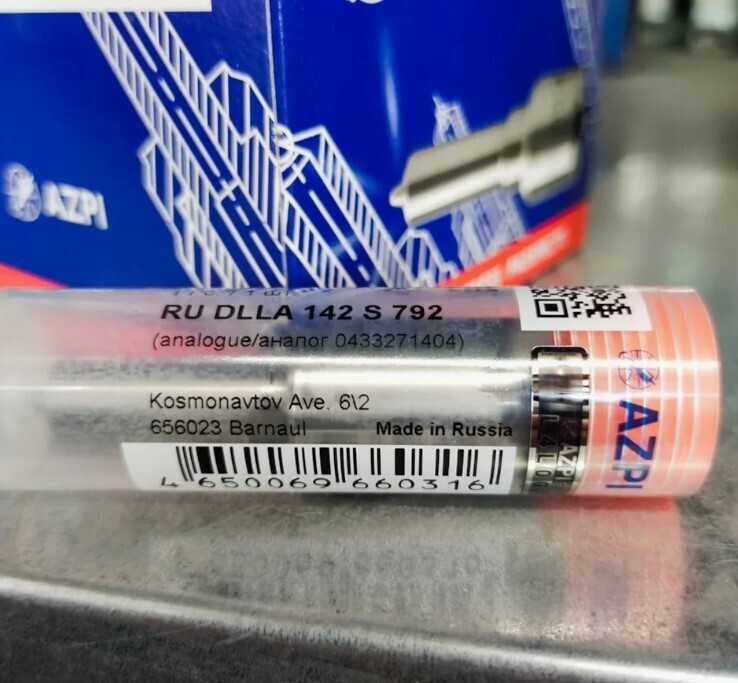 AZPI
RU DLLA 142 S 792
(analogue/аналог 0433271404)
Kosmonavtov Ave. 6\2
656023 Barnaul
Made in Russia
4 650069 660316
AZPI
AZPI